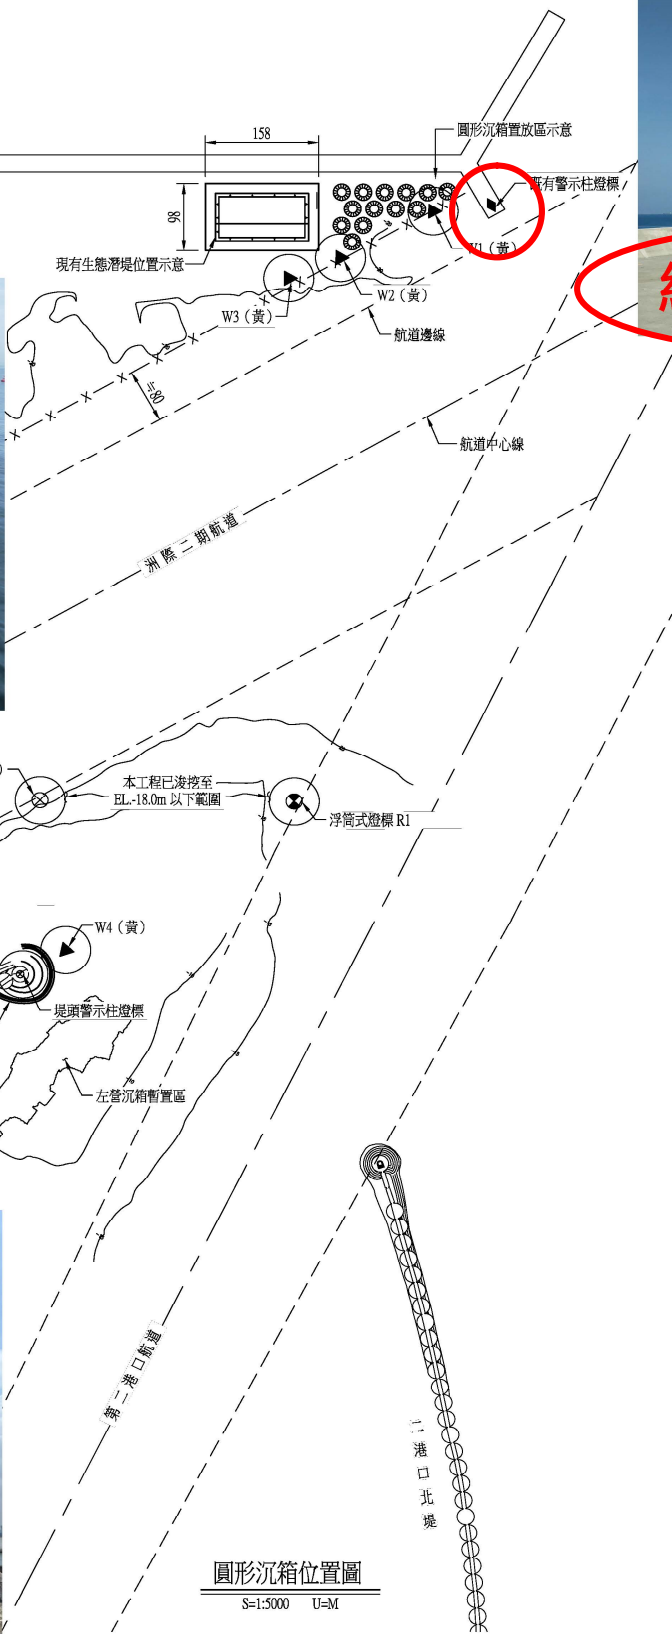 158
圓形沉箱置放區示意
既有警示柱燈標
98
W1(黃)
現有生態潛堤位置示意
W2(黃)
W3(黃)
航道邊線
≒80
航道中心線
洲際二期航道
本工程已浚挖至
EL.-18.0m 以下範圍
浮筒式燈標 R1
W4(黃)
堤頭警示柱燈標
左營沉箱暫置區
第二港口航道
二港口北堤
圓形沉箱位置圖
S=1:5000 U=M